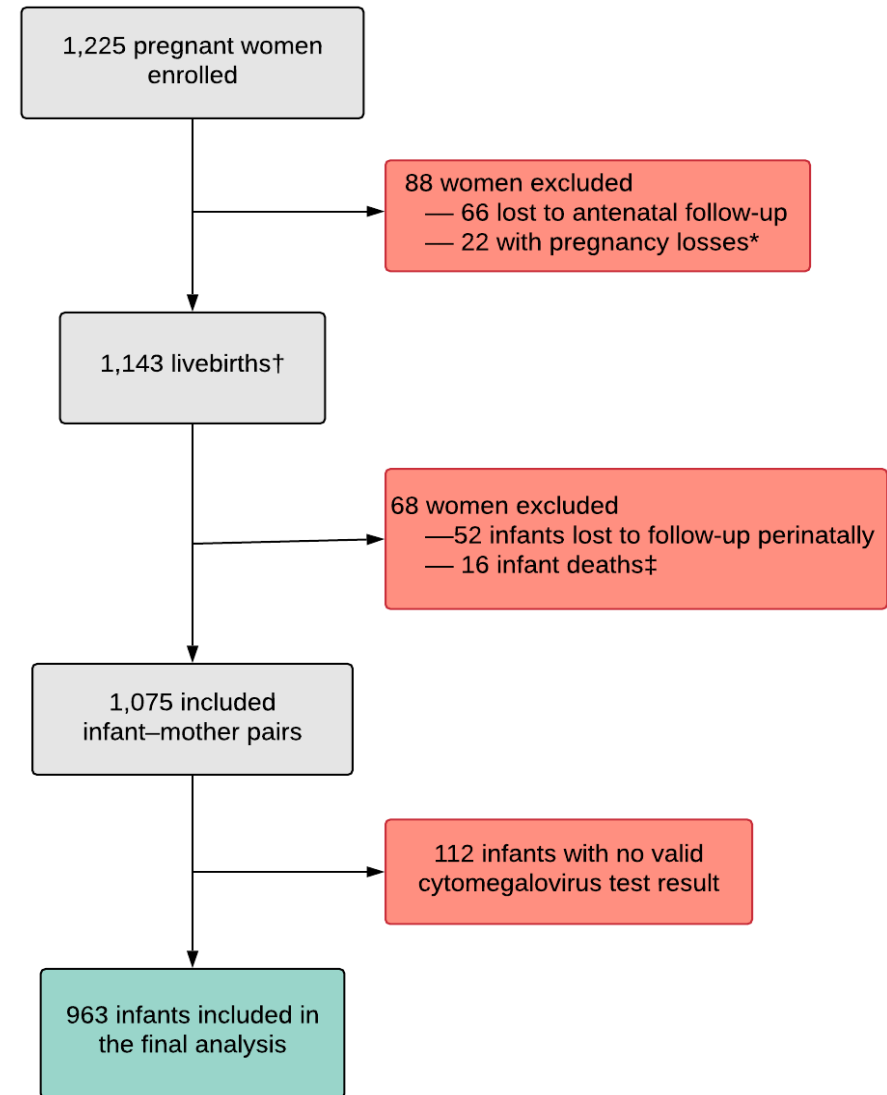 1,225 pregnant women
enrolled
88 women excluded
— 66 lost to antenatal follow-up
— 22 with pregnancy losses*
1,143 livebirths†
68 women excluded
—52 infants lost to follow-up perinatally
— 16 infant deaths‡
1,075 included
infant–mother pairs
112 infants with no valid
cytomegalovirus test result
963 infants included in
the final analysis